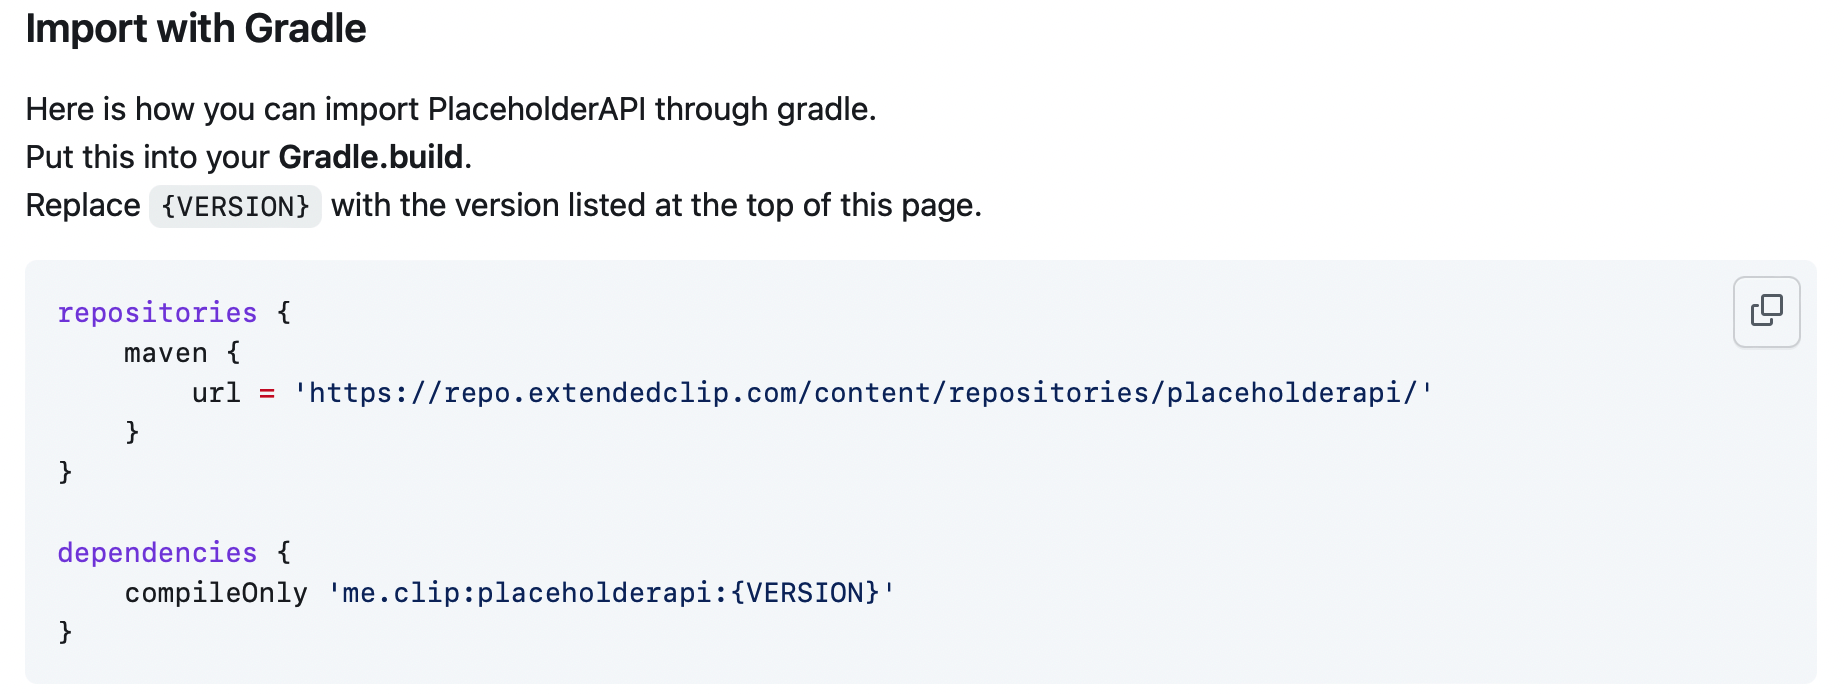 Import with Gradle
Here is how you can import PlaceholderAPI through gradle.
Put this into your Gradle.build.
Replace {VERSION} with the version listed at the top of this page.
repositories {
    maven {
        url = 'https://repo.extendedclip.com/content/repositories/placeholderapi/'
    }
}

dependencies {
    compileOnly 'me.clip:placeholderapi:{VERSION}'
}